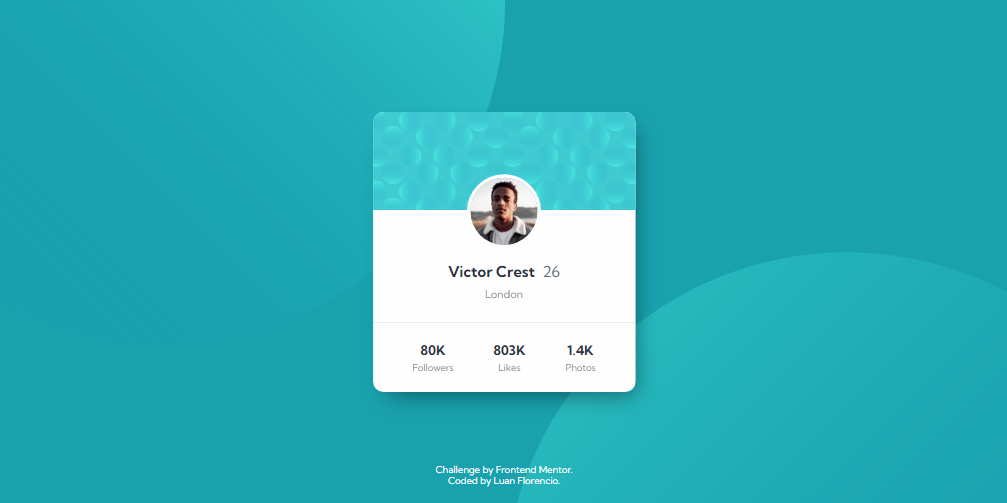 Victor Crest 26
London
80K 803K 1.4K
Followers Likes Photos
Challenge by Frontend Mentor.
Coded by Luan Florencio.